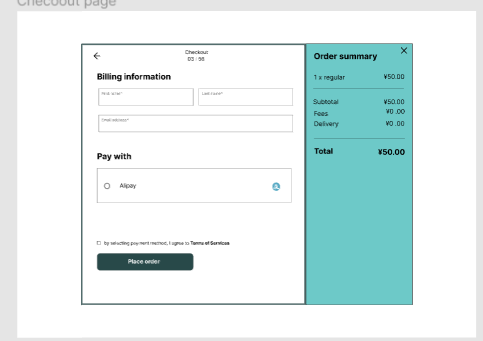 Checoout page
Checkout
03 : 56
Billing information
First name*
Last name*
Email address*
Pay with
Alipay
by selecting payment method, I agree to Terms of Services
Place order
Order summary
1 x regular ¥50.00
Subtotal ¥50.00
Fees ¥0 .00
Delivery ¥0 .00
Total ¥50.00